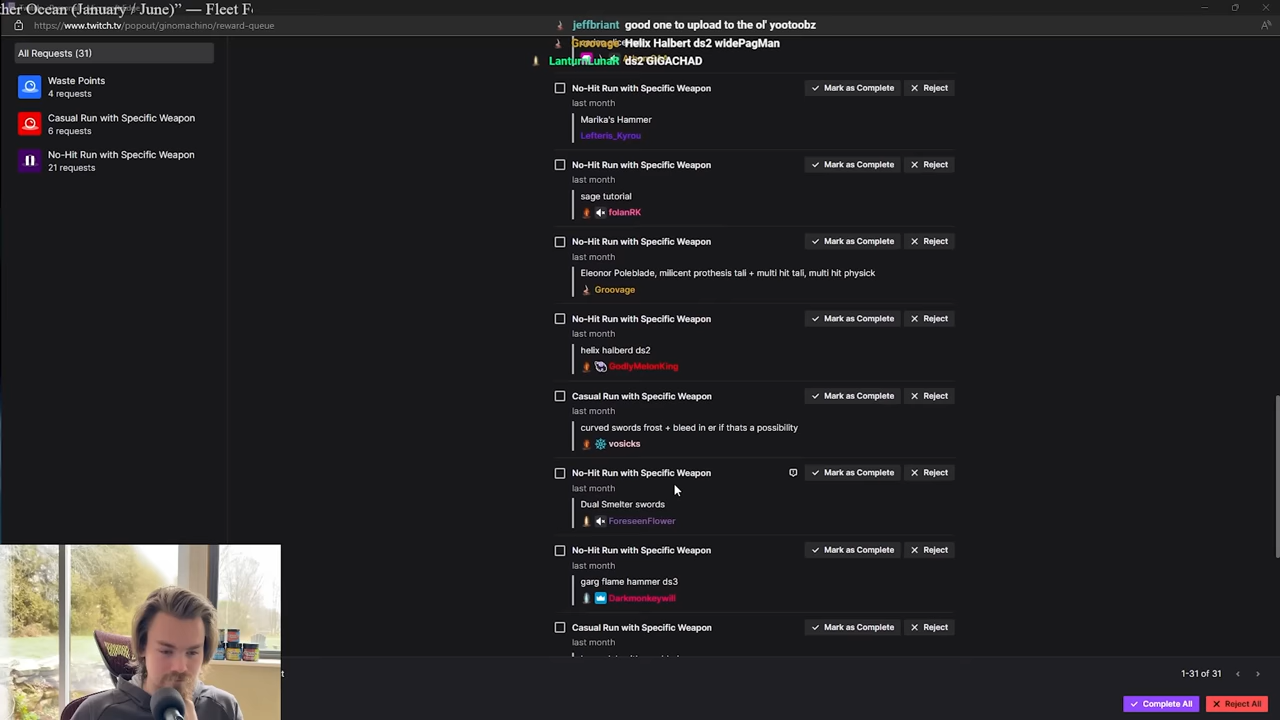 her Ocean (January “June)” — Fleet Fo
https://www.twitch.tv/popout/ginomachino/reward-queue
jeffbriant good one to upload to the ol' yootoobz
Groovage Helix Halbert ds2 widePagMan
LanturnLunaR ds2 GIGACHAD
All Requests (31)
Waste Points
4 requests
Casual Run with Specific Weapon
6 requests
No-Hit Run with Specific Weapon
21 requests
No-Hit Run with Specific Weapon Mark as Complete Reject
last month
Marika's Hammer
Lefteris_Kyrou
No-Hit Run with Specific Weapon Mark as Complete Reject
last month
sage tutorial
folanRK
No-Hit Run with Specific Weapon Mark as Complete Reject
last month
Eleonor Poleblade, milicent prothesis tali + multi hit tali, multi hit physick
Groovage
No-Hit Run with Specific Weapon Mark as Complete Reject
last month
helix halberd ds2
GodlyMelonKing
Casual Run with Specific Weapon Mark as Complete Reject
last month
curved swords frost + bleed in er if thats a possibility
vosicks
No-Hit Run with Specific Weapon Mark as Complete Reject
last month
Dual Smelter swords
ForeseenFlower
No-Hit Run with Specific Weapon Mark as Complete Reject
last month
garg flame hammer ds3
Darkmonkeywill
Casual Run with Specific Weapon Mark as Complete Reject
last month
1-31 of 31
Complete All Reject All